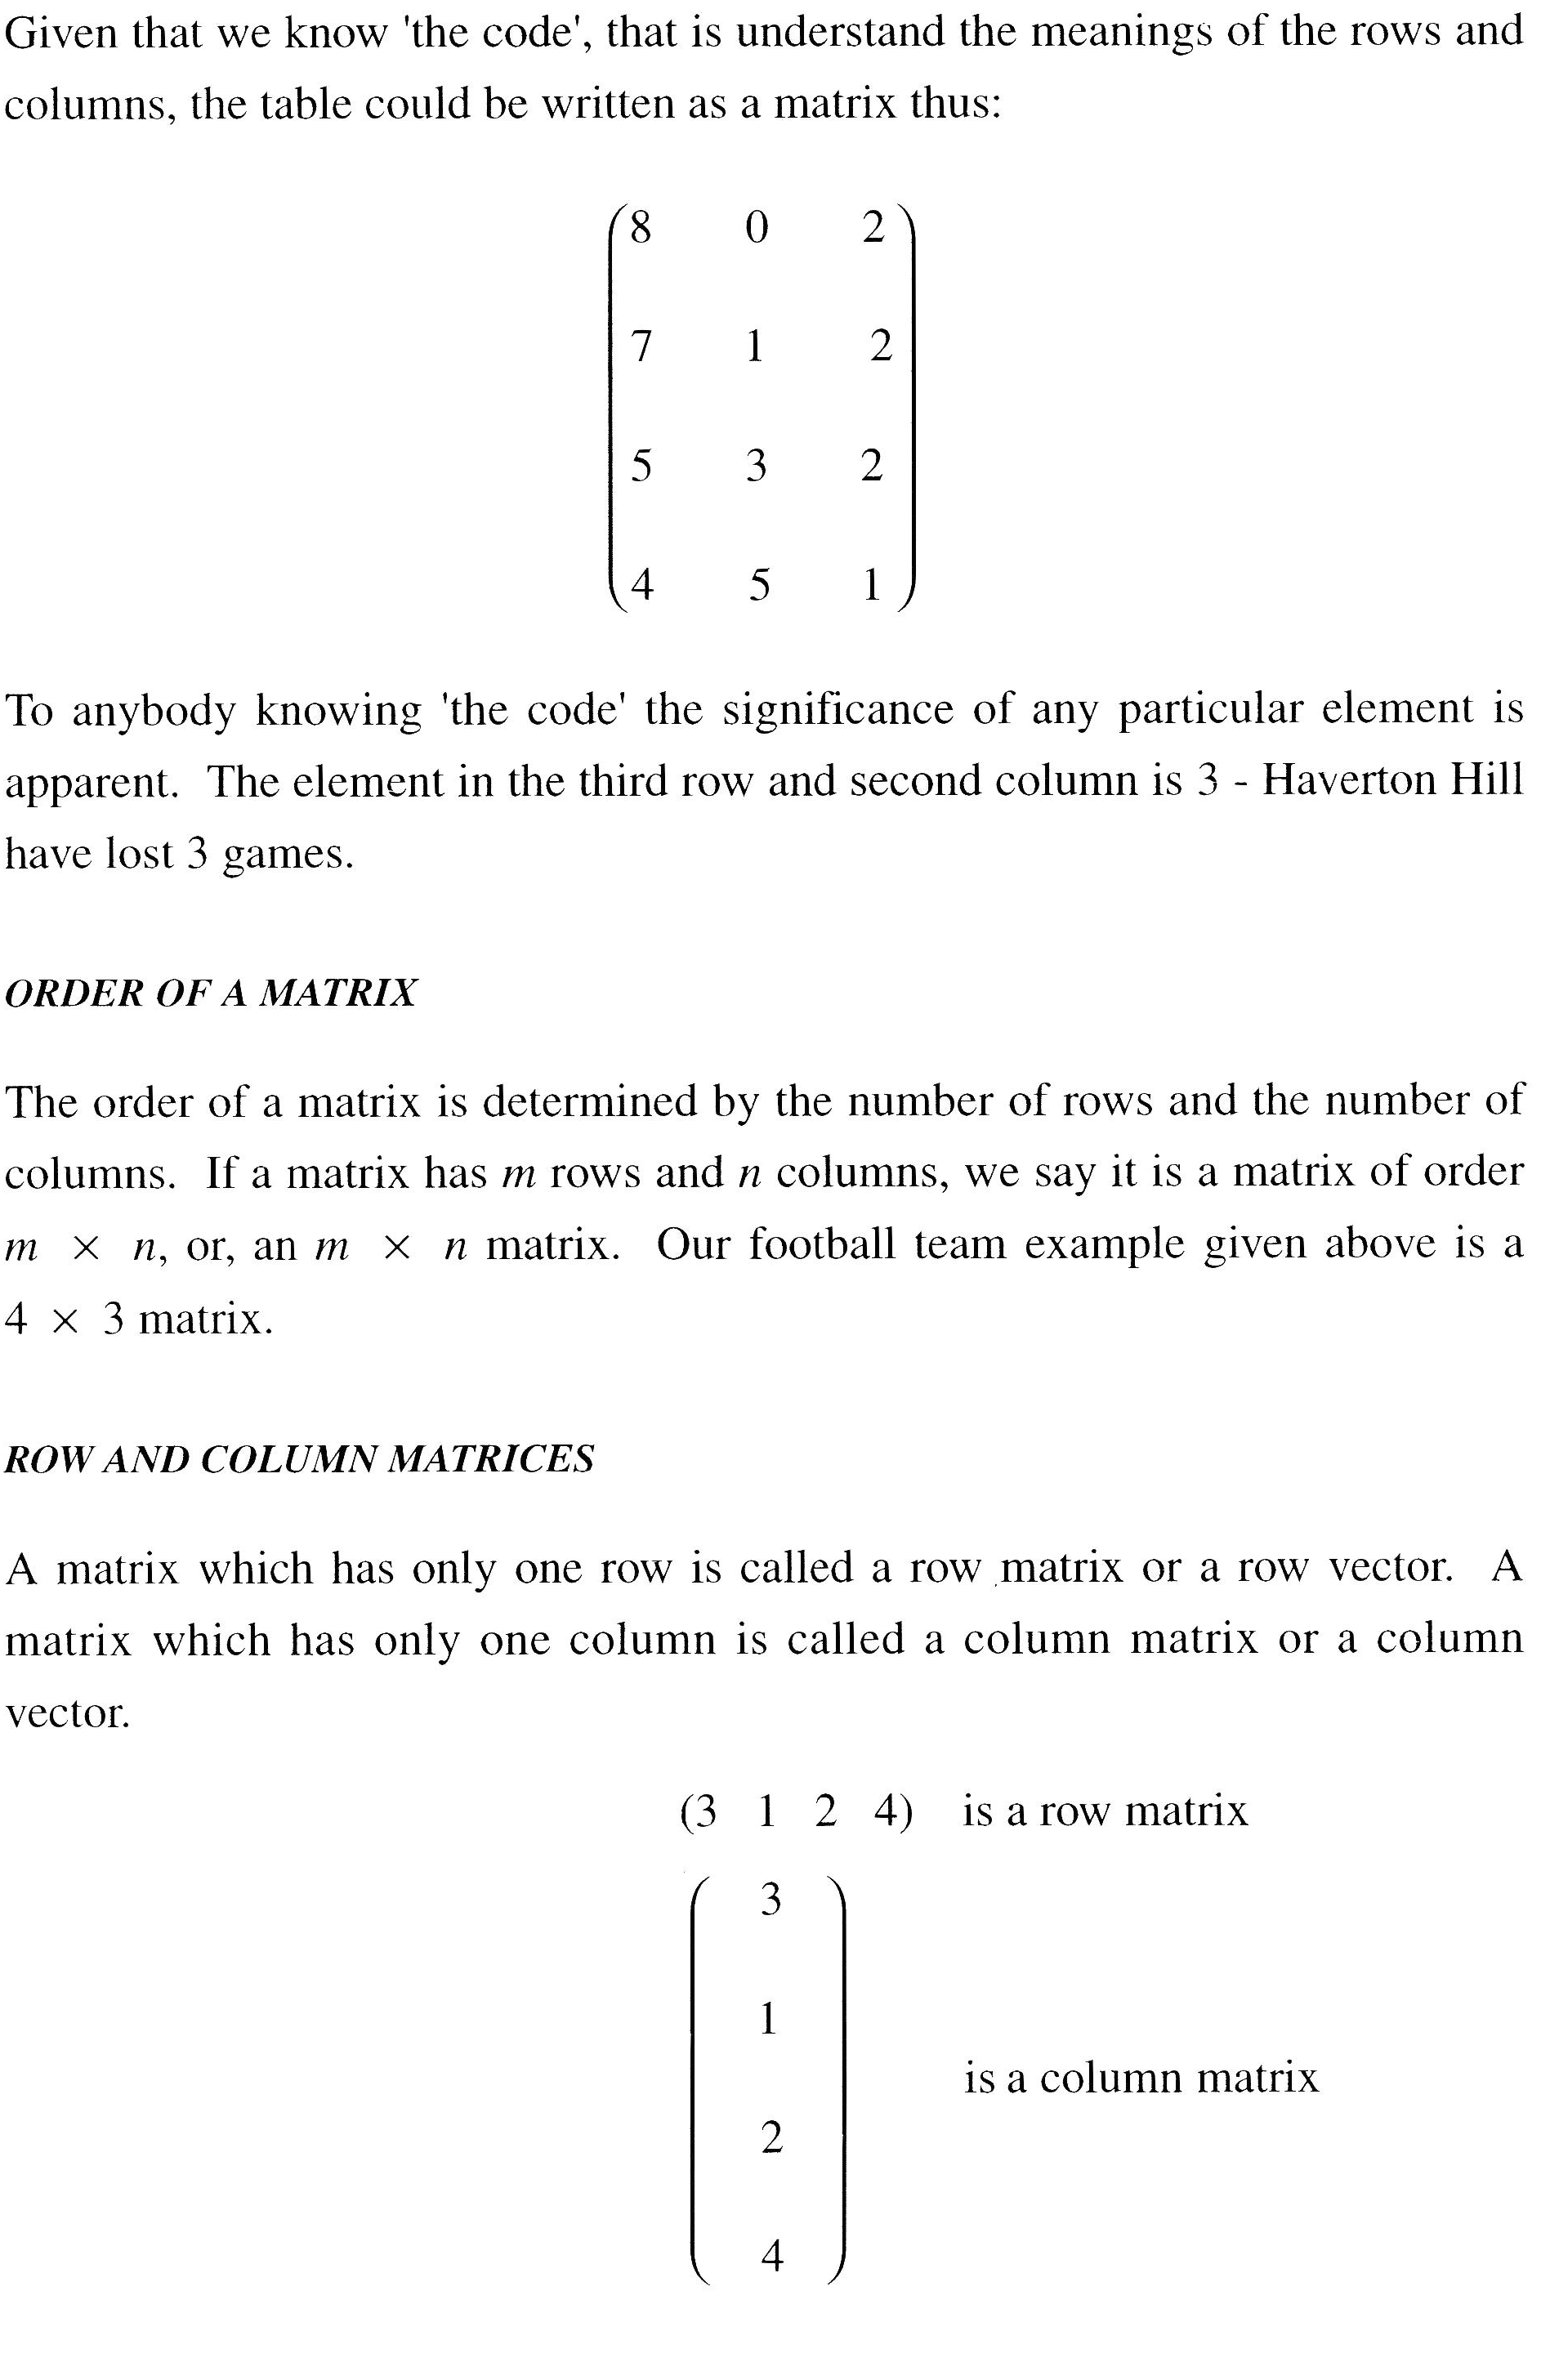 Given that we know 'the code', that is understand the meanings of the rows and
columns, the table could be written as a matrix thus:
8 0 2
7 1 2
5 3 2
4 5 1
To anybody knowing 'the code' the significance of any particular element is
apparent. The element in the third row and second column is 3 - Haverton Hill
have lost 3 games.
ORDER OF A MATRIX
The order of a matrix is determined by the number of rows and the number of
columns. If a matrix has m rows and n columns, we say it is a matrix of order
m × n, or, an m × n matrix. Our football team example given above is a
4 × 3 matrix.
ROW AND COLUMN MATRICES
A matrix which has only one row is called a row matrix or a row vector. A
matrix which has only one column is called a column matrix or a column
vector.
(3 1 2 4) is a row matrix
3
1
is a column matrix
2
4